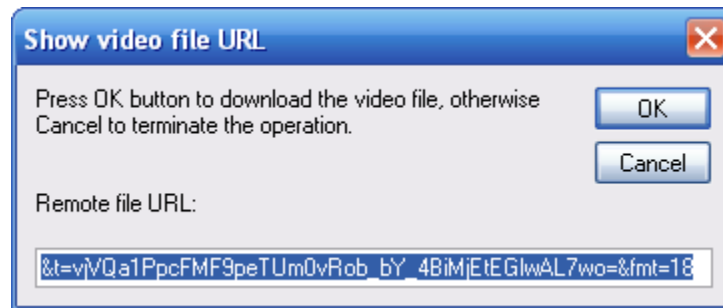 Show video file URL
Press OK button to download the video file, otherwise
Cancel to terminate the operation.
OK
Cancel
Remote file URL:
&t=vjVQa1PpcFMF9peTUm0vRob_bY_4BiMjEtEGlwAL7wo=&fmt=18